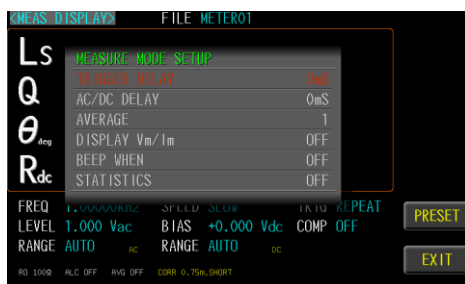 <MEAS DISPLAY> FILE METER01
Ls
Q
θdeg
Rdc
MEASURE MODE SETUP
TRIGGER DELAY 0mS
AC/DC DELAY 0mS
AVERAGE 1
DISPLAY Vm/Im OFF
BEEP WHEN OFF
STATISTICS OFF
FREQ 1.00000kHz SPEED SLOW TRIG REPEAT
LEVEL 1.000 Vac BIAS +0.000 Vdc COMP OFF
RANGE AUTO AC RANGE AUTO DC
RO 100Ω ALC OFF AVG OFF CORR 0.75m,SHORT
PRESET
EXIT